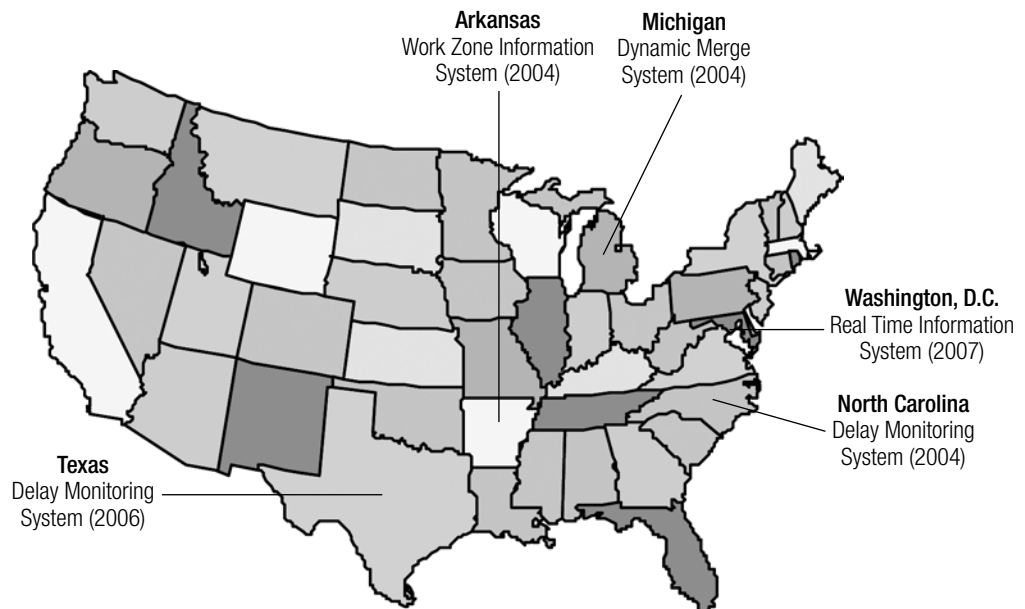 Arkansas
Work Zone Information
System (2004)
Michigan
Dynamic Merge
System (2004)
Washington, D.C.
Real Time Information
System (2007)
North Carolina
Delay Monitoring
System (2004)
Texas
Delay Monitoring
System (2006)